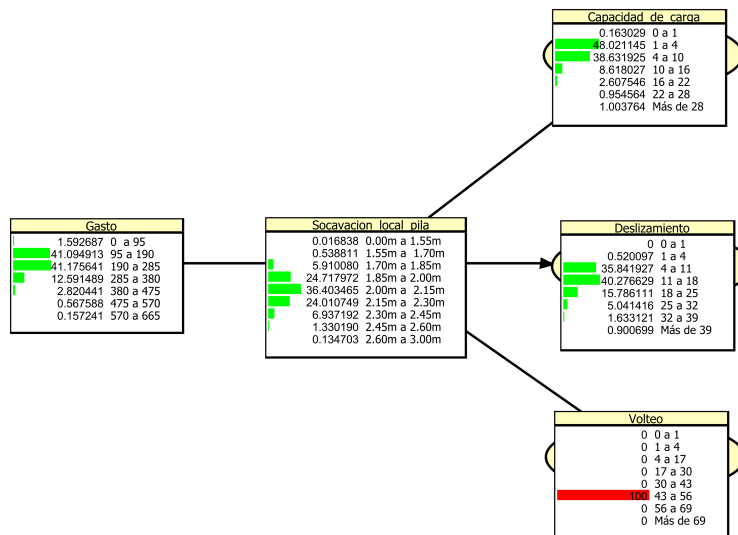 Capacidad de carga
0.163029 0 a 1
48.021145 1 a 4
38.631925 4 a 10
8.618027 10 a 16
2.607546 16 a 22
0.954564 22 a 28
1.003764 Más de 28
Gasto
1.592687 0 a 95
41.094913 95 a 190
41.175641 190 a 285
12.591489 285 a 380
2.820441 380 a 475
0.567588 475 a 570
0.157241 570 a 665
Socavacion local pila
0.016838 0.00m a 1.55m
0.538811 1.55m a 1.70m
5.910080 1.70m a 1.85m
24.717972 1.85m a 2.00m
36.403465 2.00m a 2.15m
24.010749 2.15m a 2.30m
6.937192 2.30m a 2.45m
1.330190 2.45m a 2.60m
0.134703 2.60m a 3.00m
Deslizamiento
0 0 a 1
0.520097 1 a 4
35.841927 4 a 11
40.276629 11 a 18
15.786111 18 a 25
5.041416 25 a 32
1.633121 32 a 39
0.900699 Más de 39
Volteo
0 0 a 1
0 1 a 4
0 4 a 17
0 17 a 30
0 30 a 43
100 43 a 56
0 56 a 69
0 Más de 69